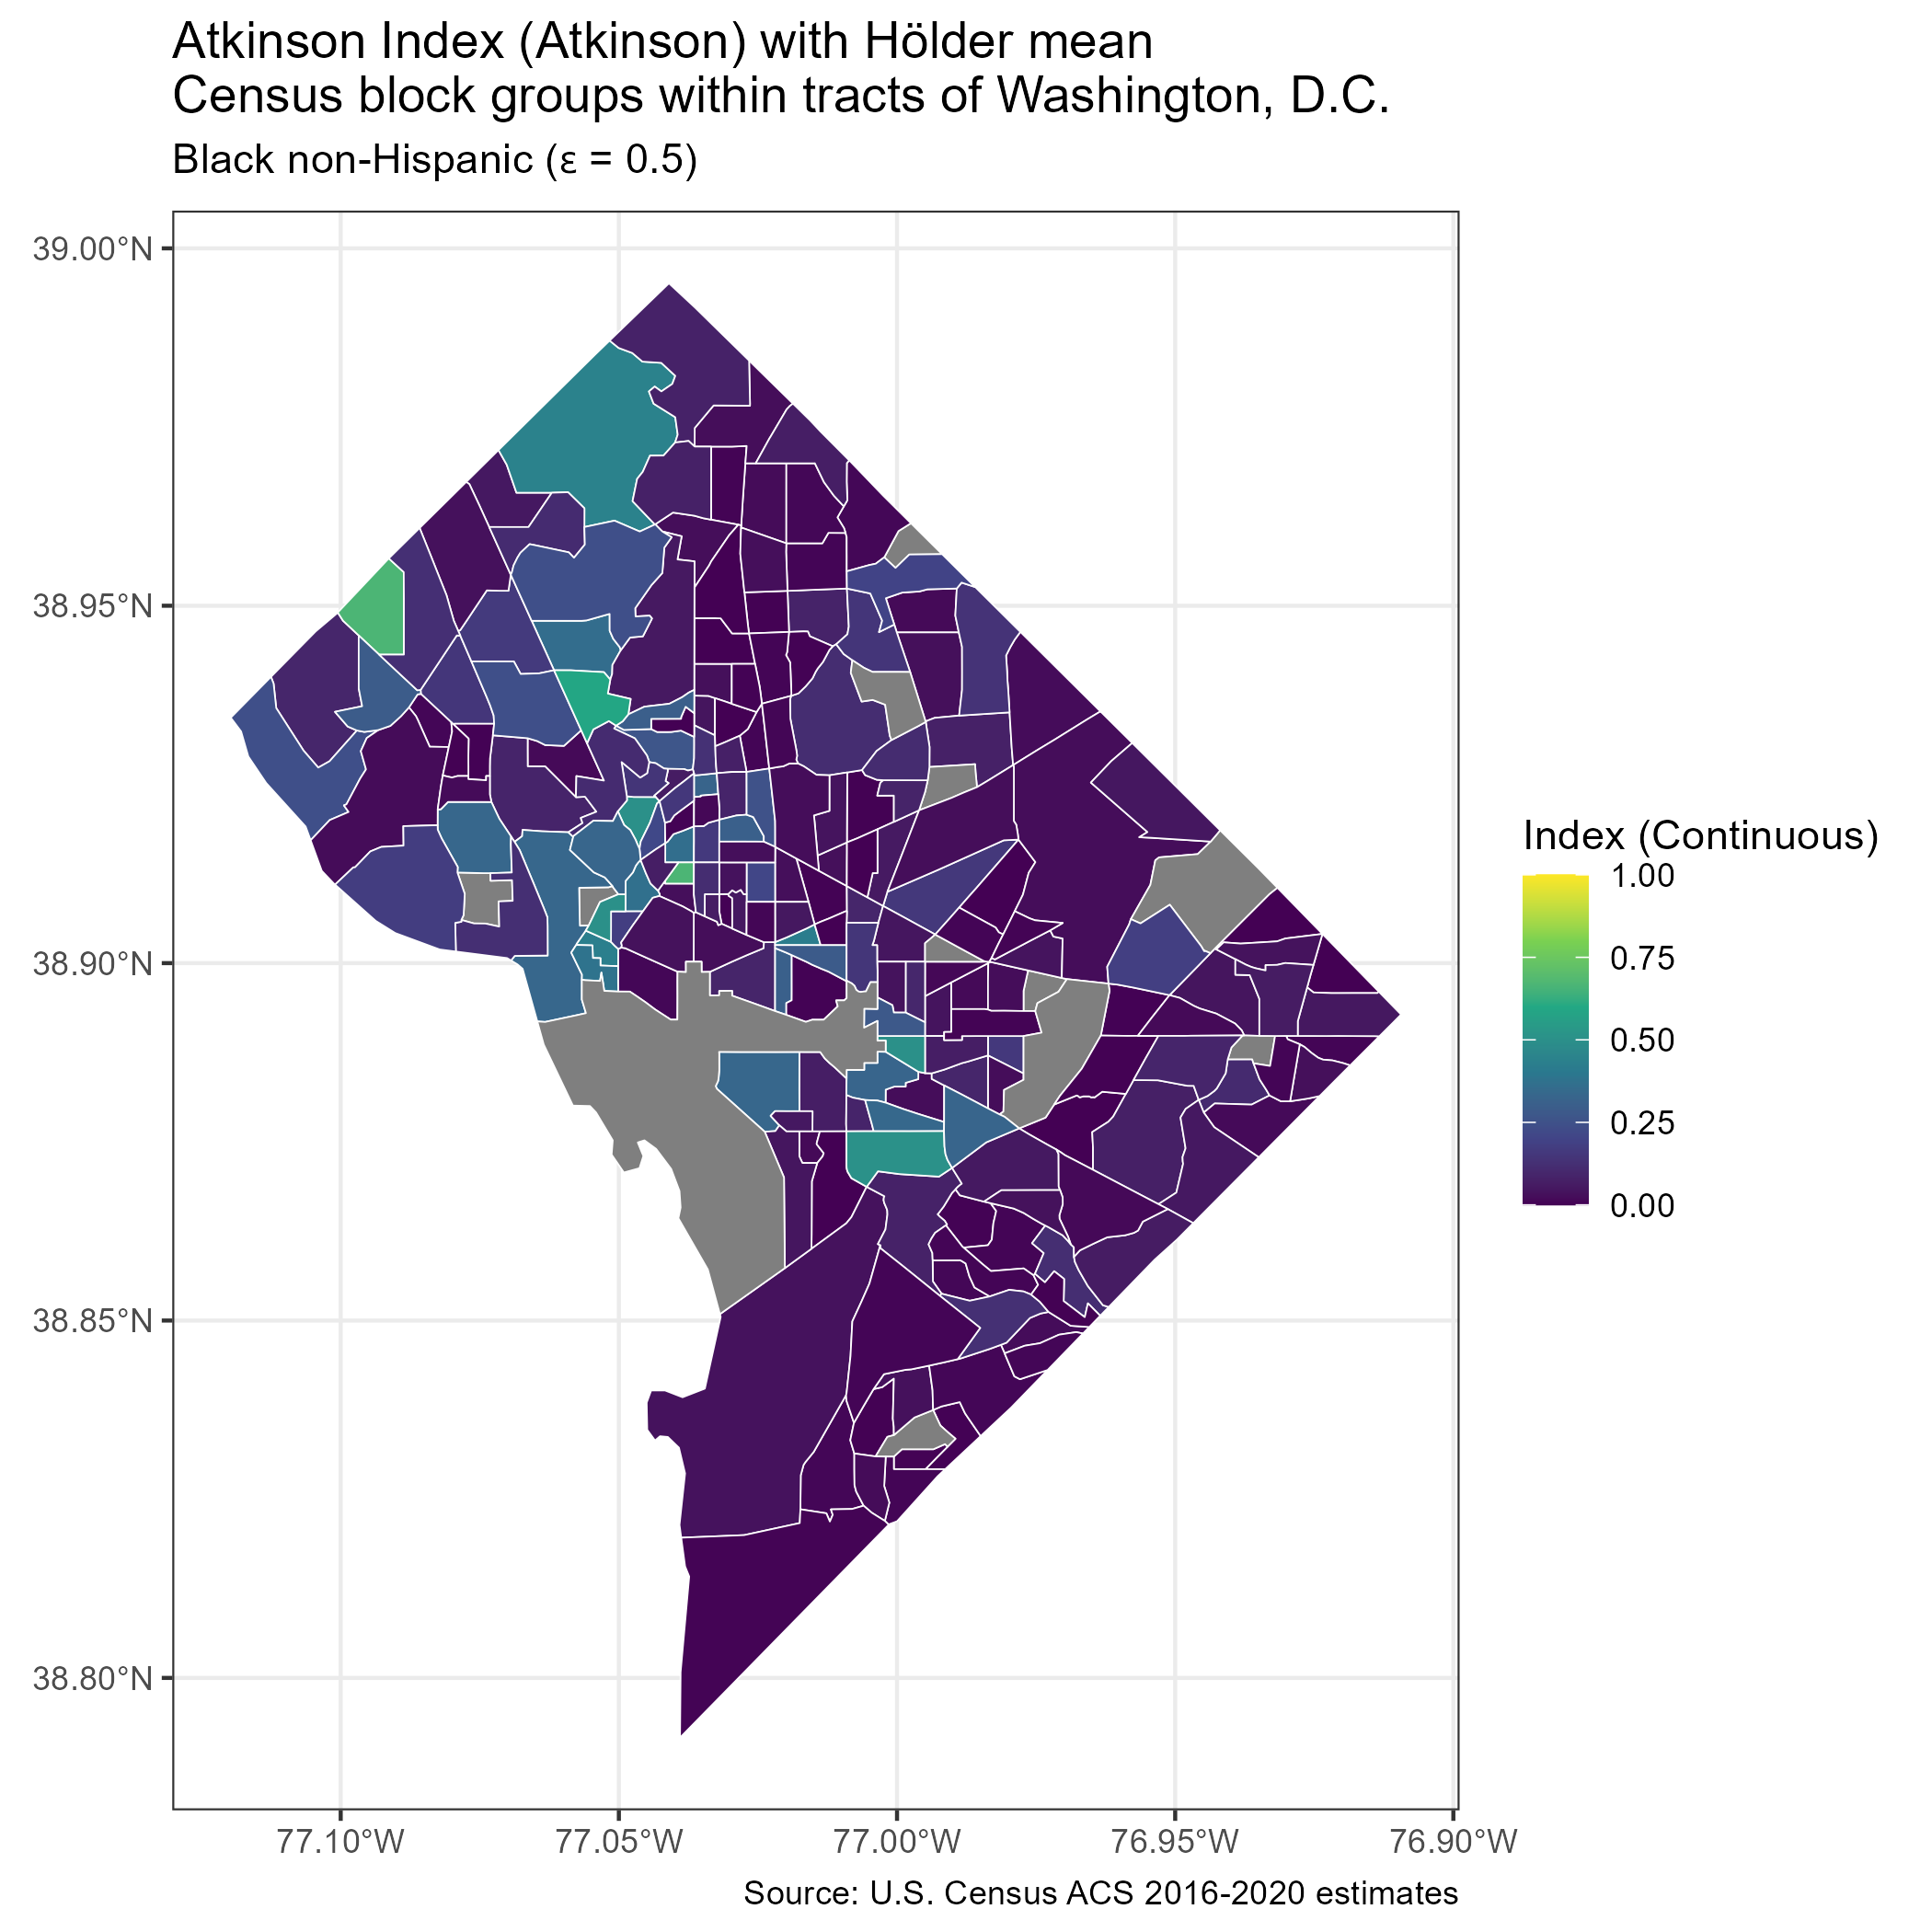 Atkinson Index (Atkinson) with Hölder mean
Census block groups within tracts of Washington, D.C.
Black non-Hispanic (ε = 0.5)
39.00°N
38.95°N
38.90°N
38.85°N
38.80°N
77.10°W
77.05°W
77.00°W
76.95°W
76.90°W
Index (Continuous)
1.00
0.75
0.50
0.25
0.00
Source: U.S. Census ACS 2016-2020 estimates